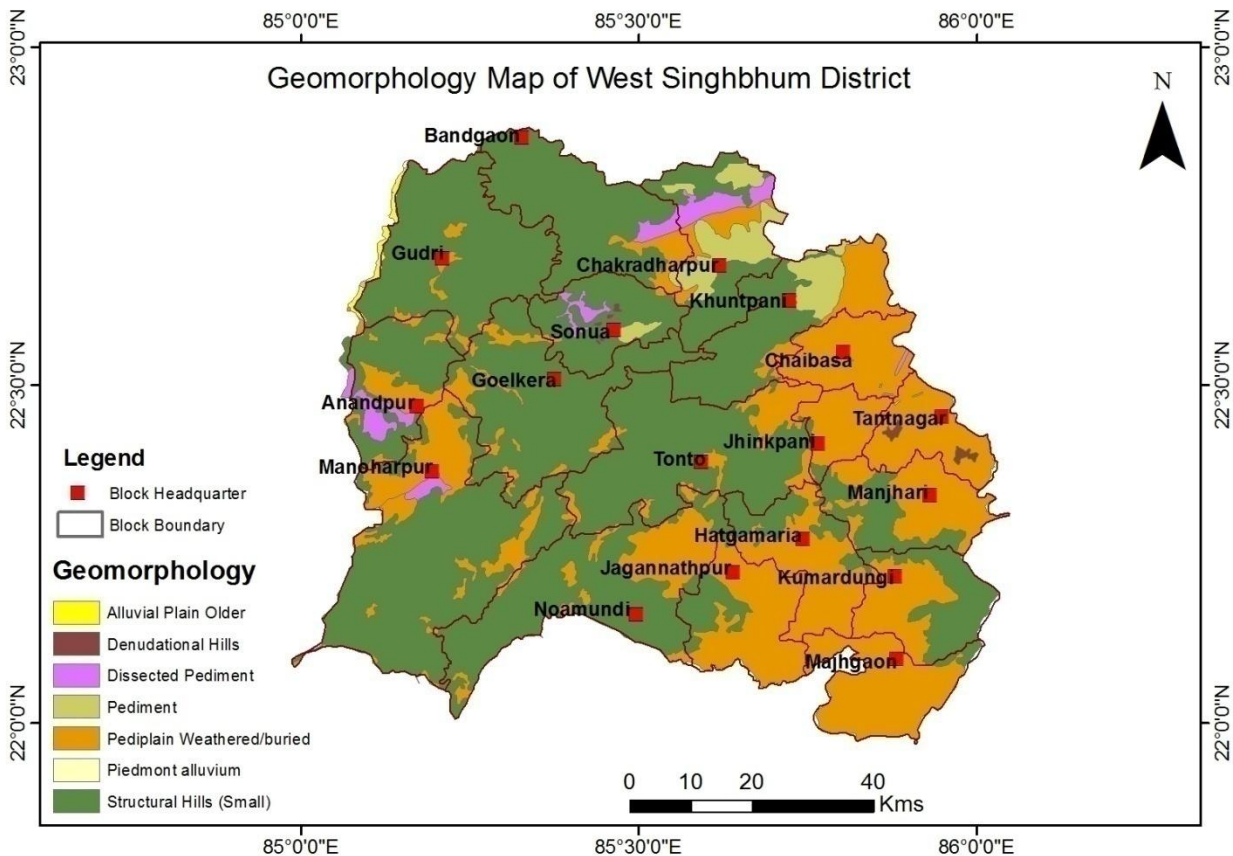 85°0'0"E
85°30'0"E
86°0'0"E
23°0'0"N
23°0'0"N
Geomorphology Map of West Singhbhum District
N
Bandgaon
Gudri
Chakradharpur
Khuntpani
Sonua
Chaibasa
22°30'0"N
22°30'0"N
Goelkera
Anandpur
Tantnagar
Jhinkpani
Tonto
Manoharpur
Manjhari
Hatgamaria
Jagannathpur
Kumardungi
Noamundi
Majhgaon
Legend
Block Headquarter
Block Boundary
Geomorphology
Alluvial Plain Older
Denudational Hills
Dissected Pediment
Pediment
Pediplain Weathered/buried
Piedmont alluvium
Structural Hills (Small)
22°0'0"N
22°0'0"N
0 10 20 40
Kms
85°0'0"E
85°30'0"E
86°0'0"E